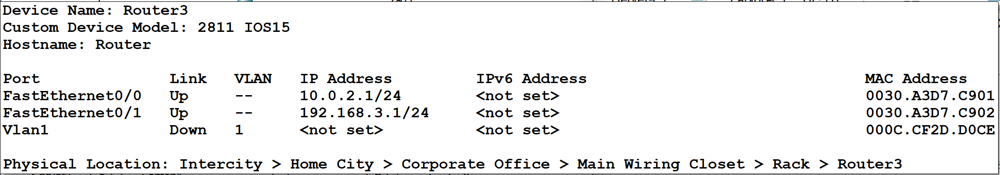 Device Name: Router3
Custom Device Model: 2811 IOS15
Hostname: Router
Port Link VLAN IP Address IPv6 Address MAC Address
FastEthernet0/0 Up -- 10.0.2.1/24 <not set> 0030.A3D7.C901
FastEthernet0/1 Up -- 192.168.3.1/24 <not set> 0030.A3D7.C902
Vlan1 Down 1 <not set> <not set> 000C.CF2D.D0CE
Physical Location: Intercity > Home City > Corporate Office > Main Wiring Closet > Rack > Router3